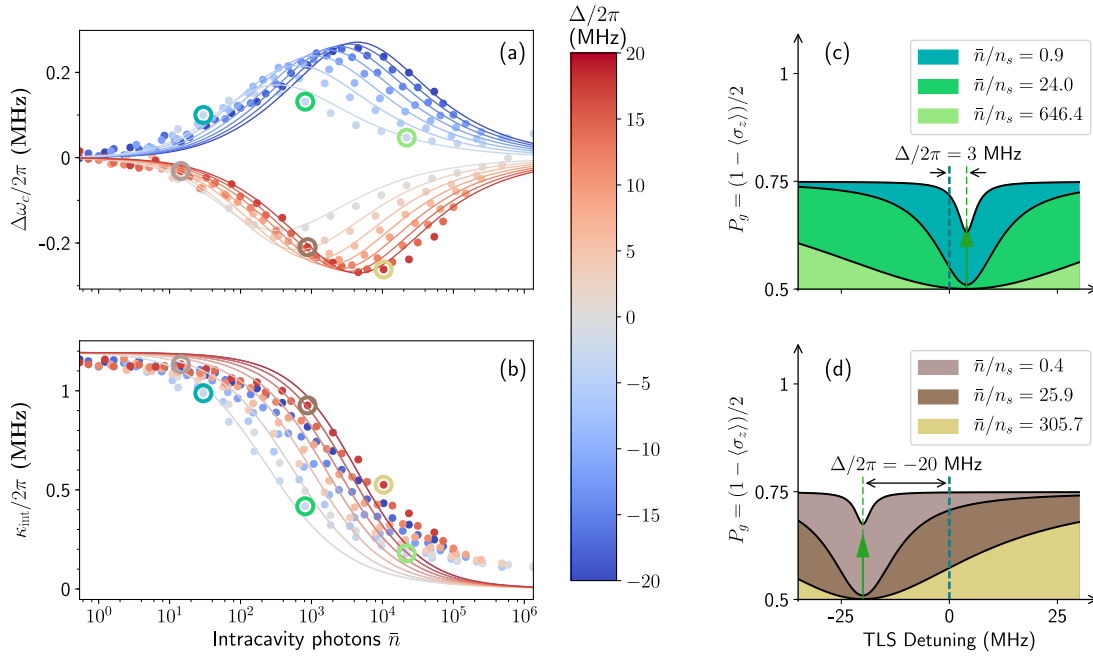 (a)
Δω_c/2π (MHz)
0.2
0
-0.2
(b)
κ_int/2π (MHz)
1
0.5
0
10^0 10^1 10^2 10^3 10^4 10^5 10^6
Intracavity photons n̄
Δ/2π
(MHz)
20
15
10
5
0
−5
−10
−15
−20
(c)
n̄/n_s = 0.9
n̄/n_s = 24.0
n̄/n_s = 646.4
Δ/2π = 3 MHz
P_g = (1 − ⟨σ_z⟩)/2
1
0.75
0.5
(d)
n̄/n_s = 0.4
n̄/n_s = 25.9
n̄/n_s = 305.7
Δ/2π = −20 MHz
P_g = (1 − ⟨σ_z⟩)/2
1
0.75
0.5
-25 0 25
TLS Detuning (MHz)